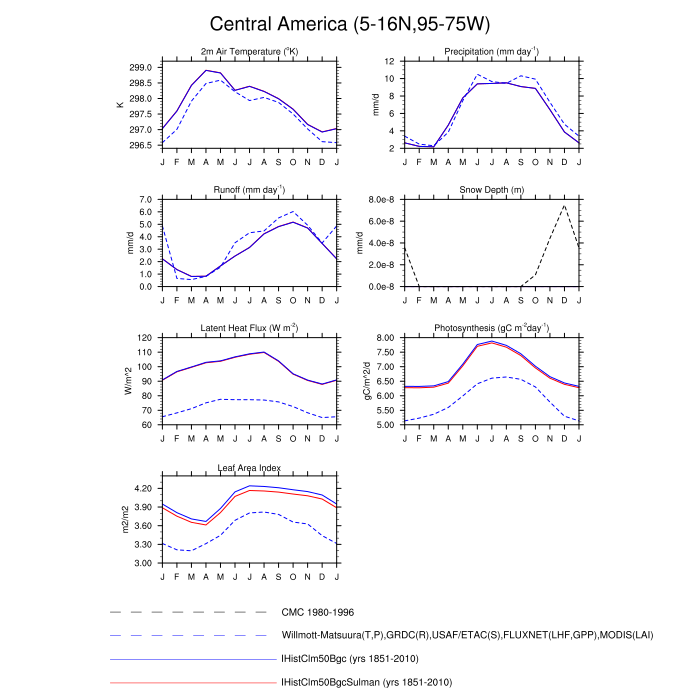 Central America (5-16N,95-75W)
2m Air Temperature (°K)
299.0
298.5
298.0
297.5
297.0
296.5
K
J F M A M J J A S O N D J
Precipitation (mm day⁻¹)
12
10
8
6
4
2
mm/d
J F M A M J J A S O N D J
Runoff (mm day⁻¹)
7.0
6.0
5.0
4.0
3.0
2.0
1.0
0.0
mm/d
J F M A M J J A S O N D J
Snow Depth (m)
8.0e-8
6.0e-8
4.0e-8
2.0e-8
0.0e-8
mm/d
J F M A M J J A S O N D J
Latent Heat Flux (W m⁻²)
120
110
100
90
80
70
60
W/m^2
J F M A M J J A S O N D J
Photosynthesis (gC m⁻²day⁻¹)
8.00
7.50
7.00
6.50
6.00
5.50
5.00
gC/m^2/d
J F M A M J J A S O N D J
Leaf Area Index
4.20
3.90
3.60
3.30
3.00
m2/m2
J F M A M J J A S O N D J
CMC 1980-1996
Willmott-Matsuura(T,P),GRDC(R),USAF/ETAC(S),FLUXNET(LHF,GPP),MODIS(LAI)
IHistClm50Bgc (yrs 1851-2010)
IHistClm50BgcSulman (yrs 1851-2010)